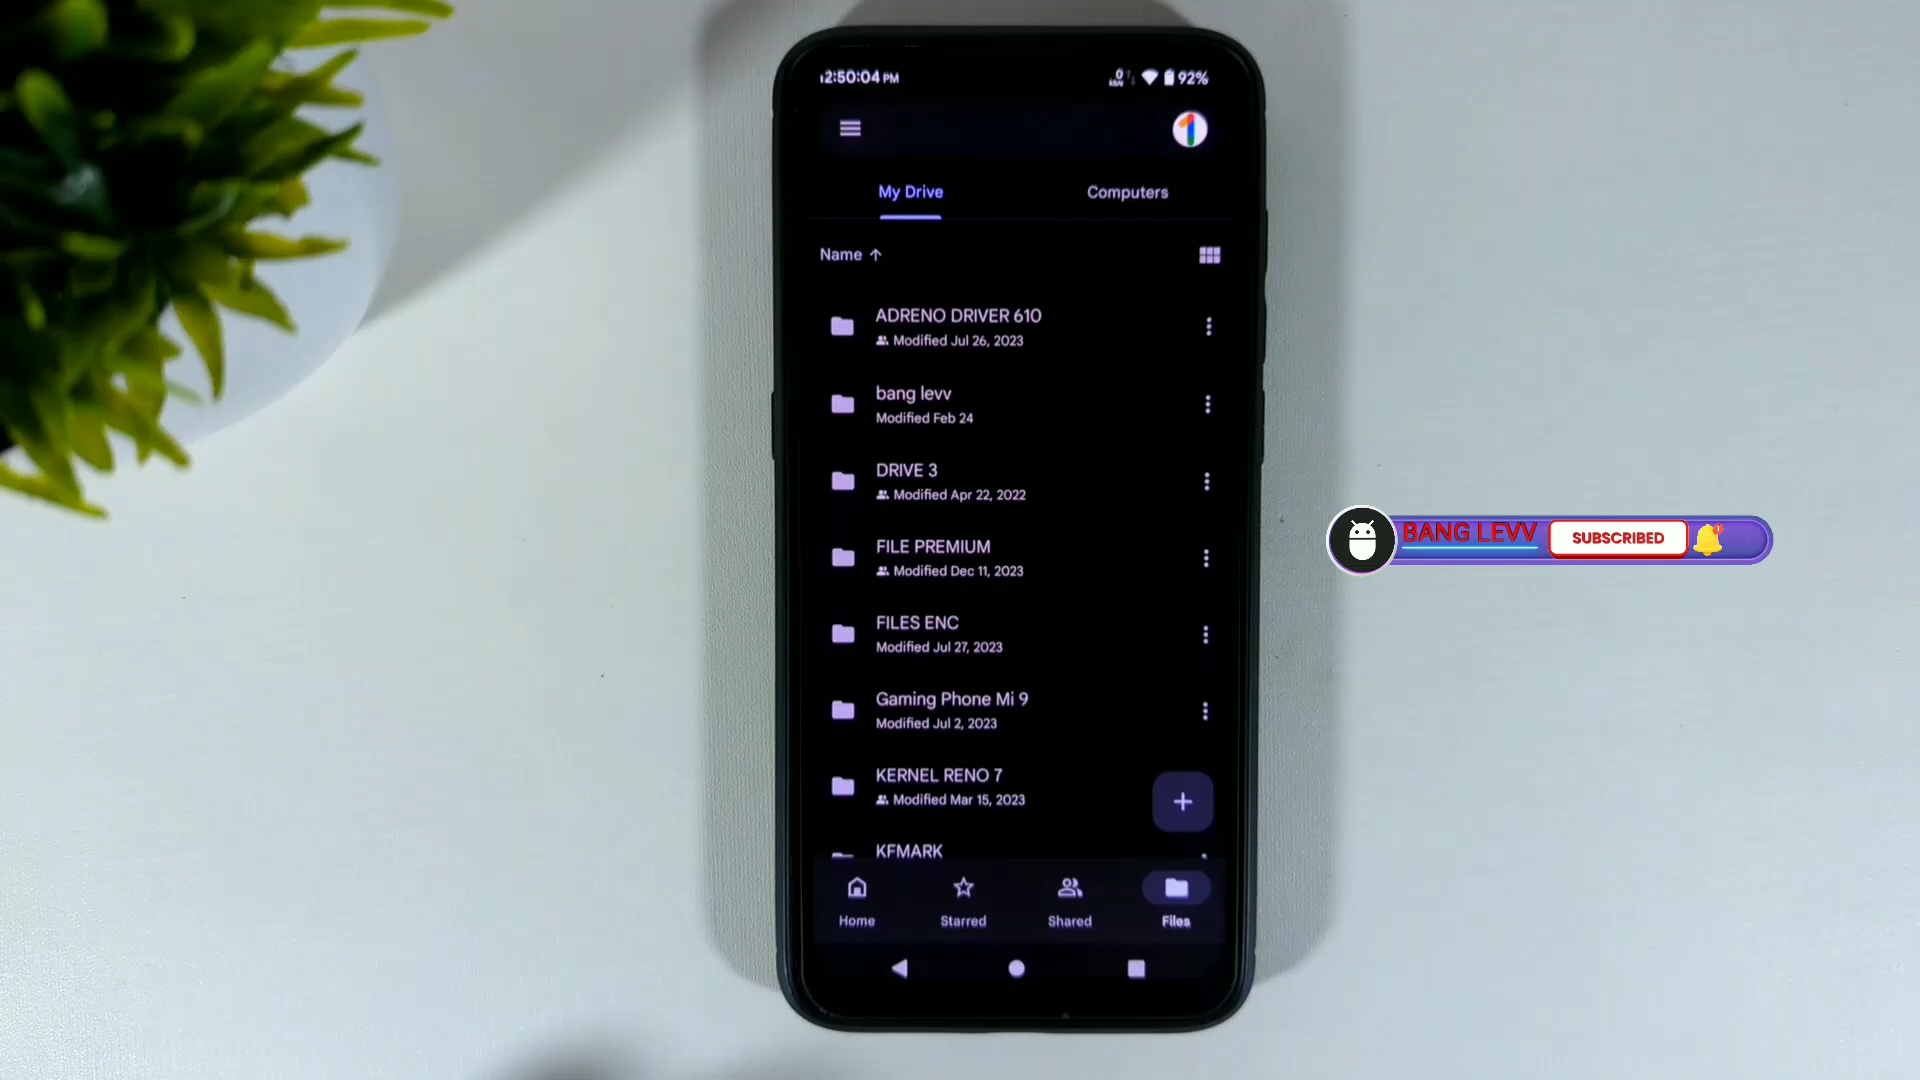 12:50:04 PM
0
92%
My Drive
Computers
Name
ADRENO DRIVER 610
Modified Jul 26, 2023
bang levv
Modified Feb 24
DRIVE 3
Modified Apr 22, 2022
FILE PREMIUM
Modified Dec 11, 2023
FILES ENC
Modified Jul 27, 2023
Gaming Phone Mi 9
Modified Jul 2, 2023
KERNEL RENO 7
Modified Mar 15, 2023
KFMARK
Home
Starred
Shared
Files
BANG LEVV
SUBSCRIBED